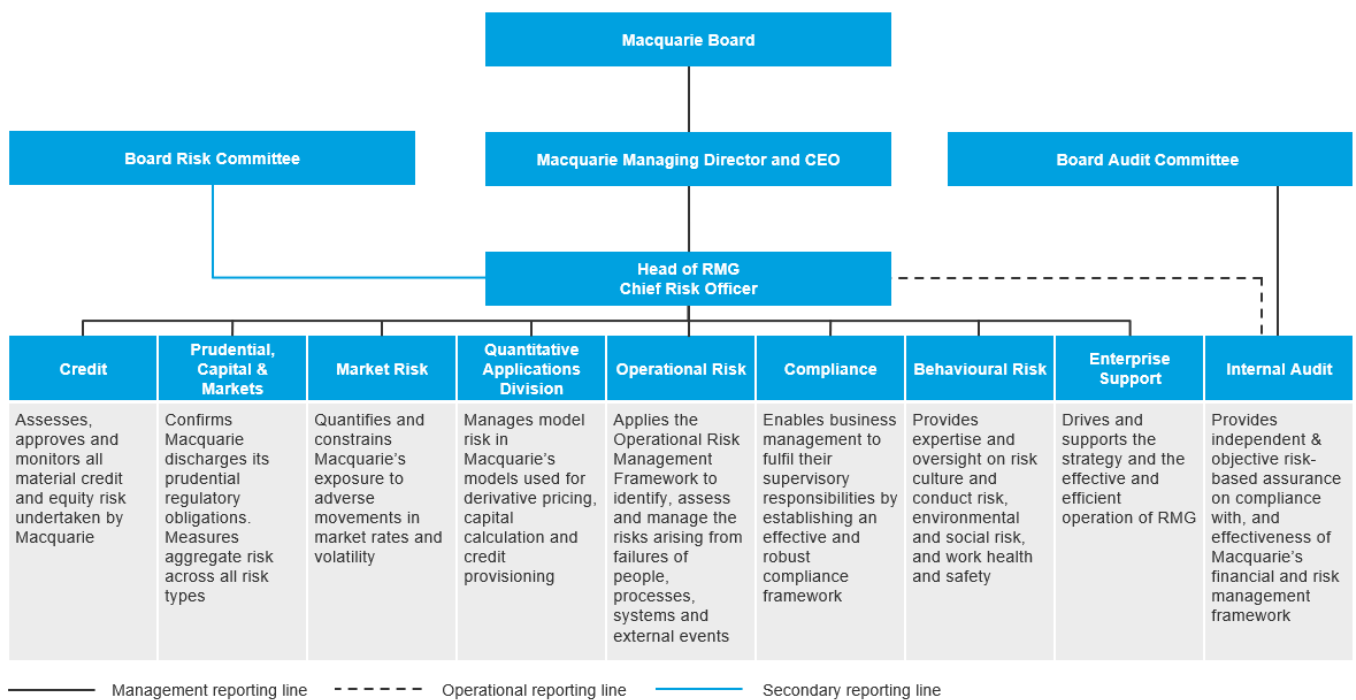 Macquarie Board
Board Risk Committee
Macquarie Managing Director and CEO
Board Audit Committee
Head of RMG
Chief Risk Officer
Credit
Prudential,
Capital &
Markets
Market Risk
Quantitative
Applications
Division
Operational Risk
Compliance
Behavioural Risk
Enterprise
Support
Internal Audit
Assesses,
approves and
monitors all
material credit
and equity risk
undertaken by
Macquarie
Confirms
Macquarie
discharges its
prudential
regulatory
obligations.
Measures
aggregate risk
across all risk
types
Quantifies and
constrains
Macquarie's
exposure to
adverse
movements in
market rates and
volatility
Manages model
risk in
Macquarie's
models used for
derivative pricing,
capital
calculation and
credit
provisioning
Applies the
Operational Risk
Management
Framework to
identify, assess
and manage the
risks arising from
failures of
people,
processes,
systems and
external events
Enables business
management to
fulfil their
supervisory
responsibilities by
establishing an
effective and
robust
compliance
framework
Provides
expertise and
oversight on risk
culture and
conduct risk,
environmental
and social risk,
and work health
and safety
Drives and
supports the
strategy and the
effective and
efficient
operation of RMG
Provides
independent &
objective risk-
based assurance
on compliance
with, and
effectiveness of
Macquarie's
financial and risk
management
framework
Management reporting line
Operational reporting line
Secondary reporting line